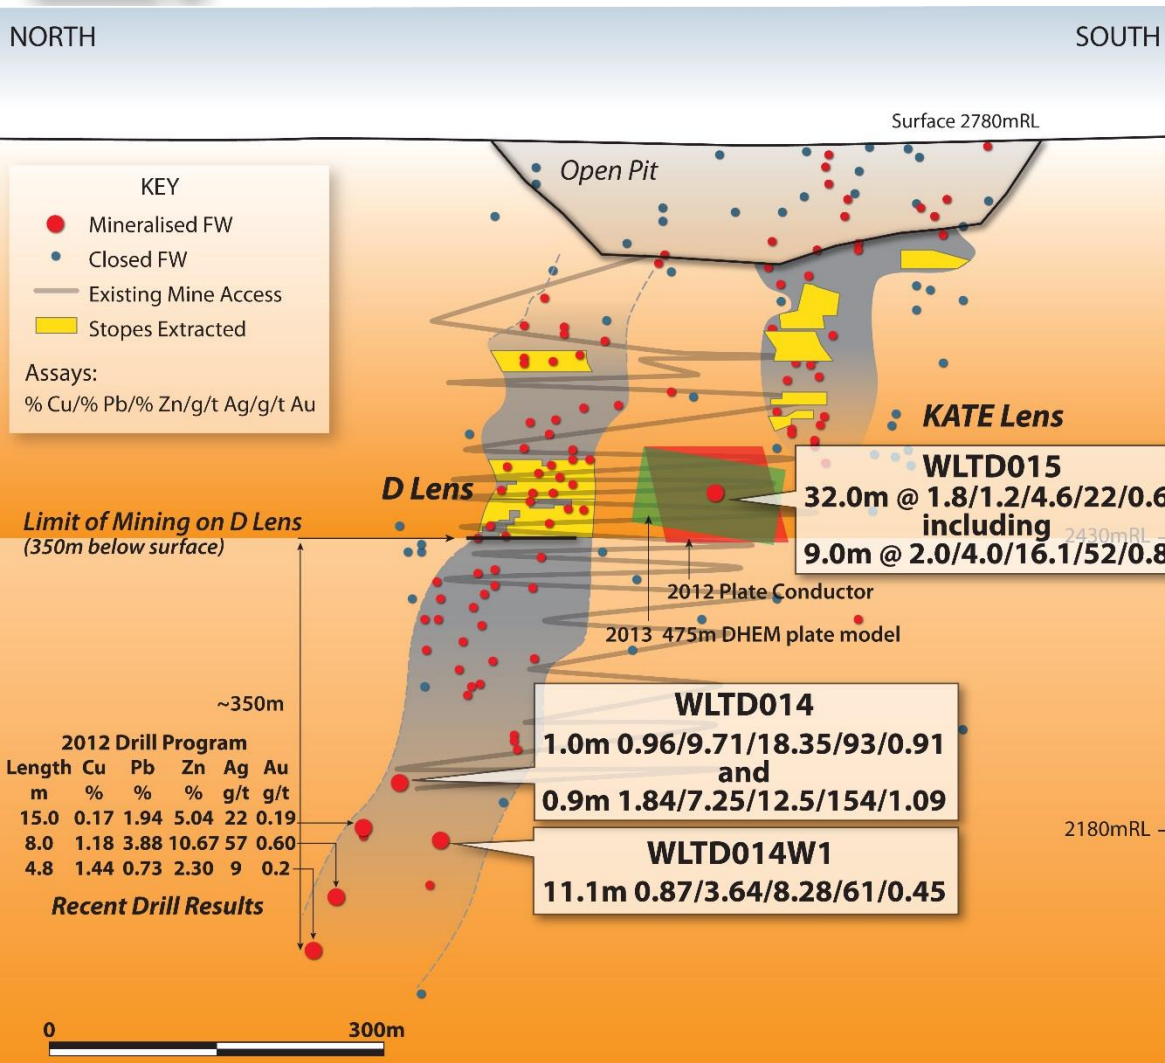 NORTH
SOUTH
Surface 2780mRL
Open Pit
KEY
Mineralised FW
Closed FW
Existing Mine Access
Stopes Extracted
Assays:
% Cu/% Pb/% Zn/g/t Ag/g/t Au
KATE Lens
D Lens
WLTD015
32.0m @ 1.8/1.2/4.6/22/0.6
including
9.0m @ 2.0/4.0/16.1/52/0.8
Limit of Mining on D Lens
(350m below surface)
2430mRL
2012 Plate Conductor
2013 475m DHEM plate model
~350m
WLTD014
1.0m 0.96/9.71/18.35/93/0.91
and
0.9m 1.84/7.25/12.5/154/1.09
2012 Drill Program
Length Cu Pb Zn Ag Au
m % % % g/t g/t
15.0 0.17 1.94 5.04 22 0.19
8.0 1.18 3.88 10.67 57 0.60
4.8 1.44 0.73 2.30 9 0.2
Recent Drill Results
2180mRL
WLTD014W1
11.1m 0.87/3.64/8.28/61/0.45
0 300m